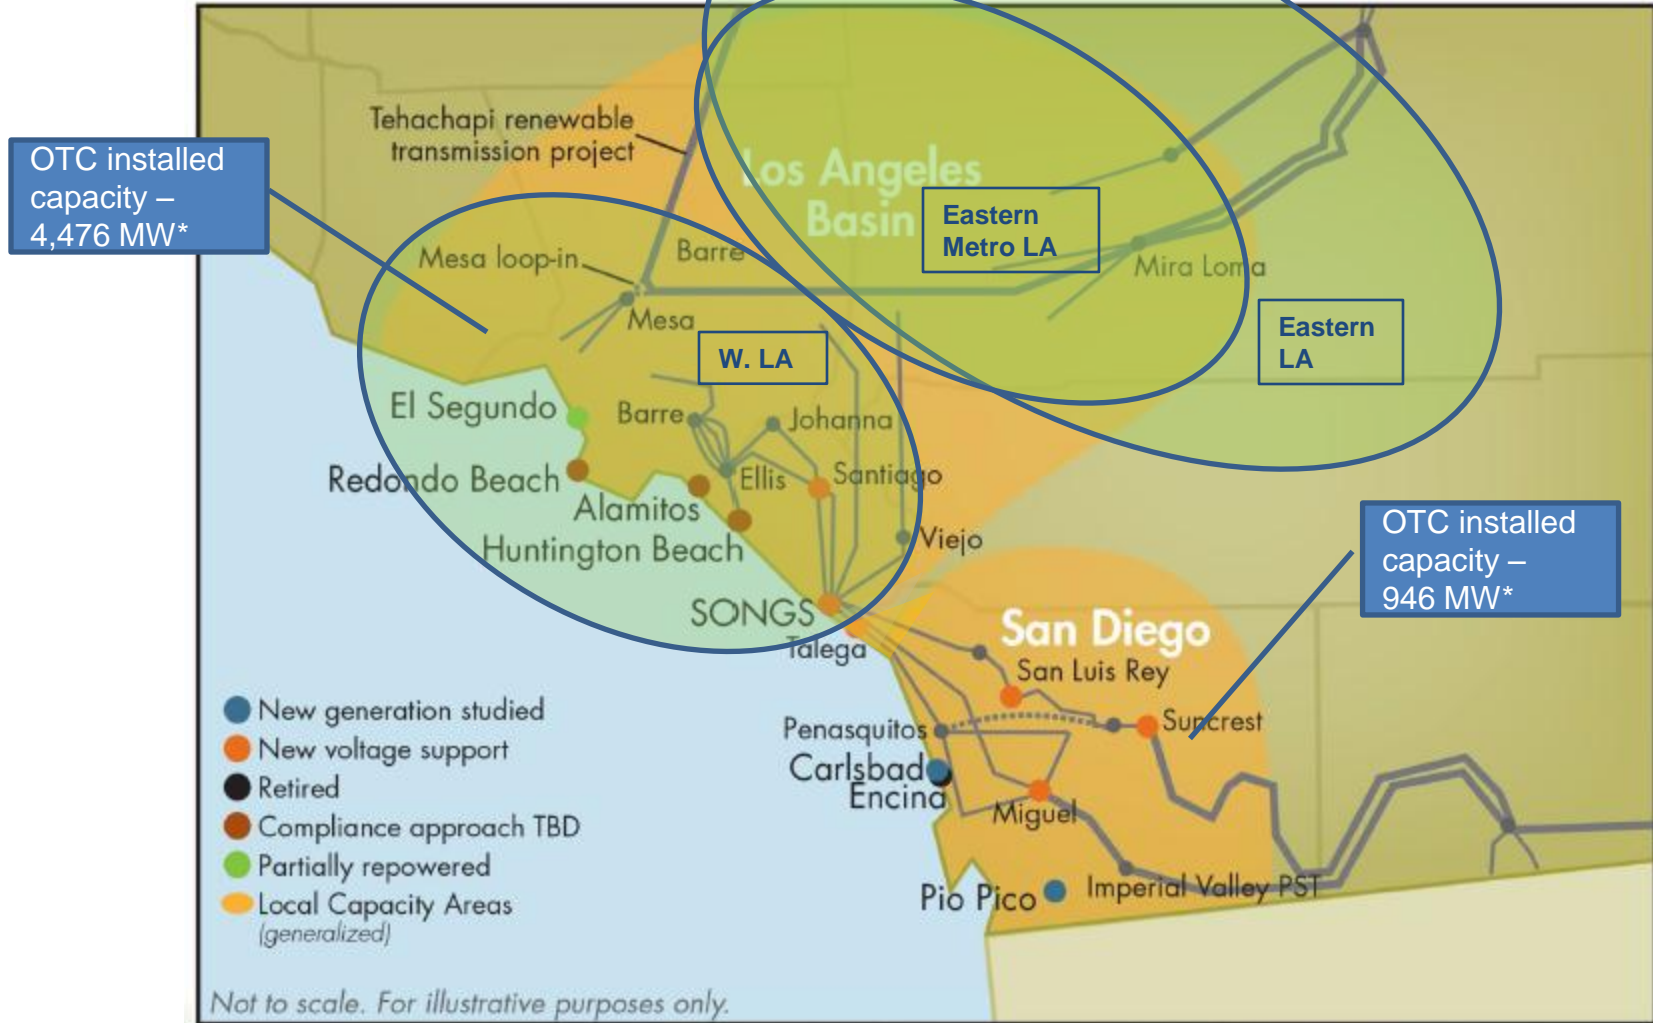 Tehachapi renewable
transmission project
OTC installed
capacity –
4,476 MW*
Los Angeles
Basin
Eastern
Metro LA
Mesa loop-in
Barre
Mira Loma
Mesa
W. LA
Eastern
LA
El Segundo
Barre
Johanna
Redondo Beach
Ellis
Santiago
Alamitos
Huntington Beach
Viejo
OTC installed
capacity –
946 MW*
SONGS
Talega
San Diego
San Luis Rey
Penasquitos
Suncrest
Carlsbad
Encina
Miguel
Pio Pico
Imperial Valley PST
New generation studied
New voltage support
Retired
Compliance approach TBD
Partially repowered
Local Capacity Areas
(generalized)
Not to scale. For illustrative purposes only.